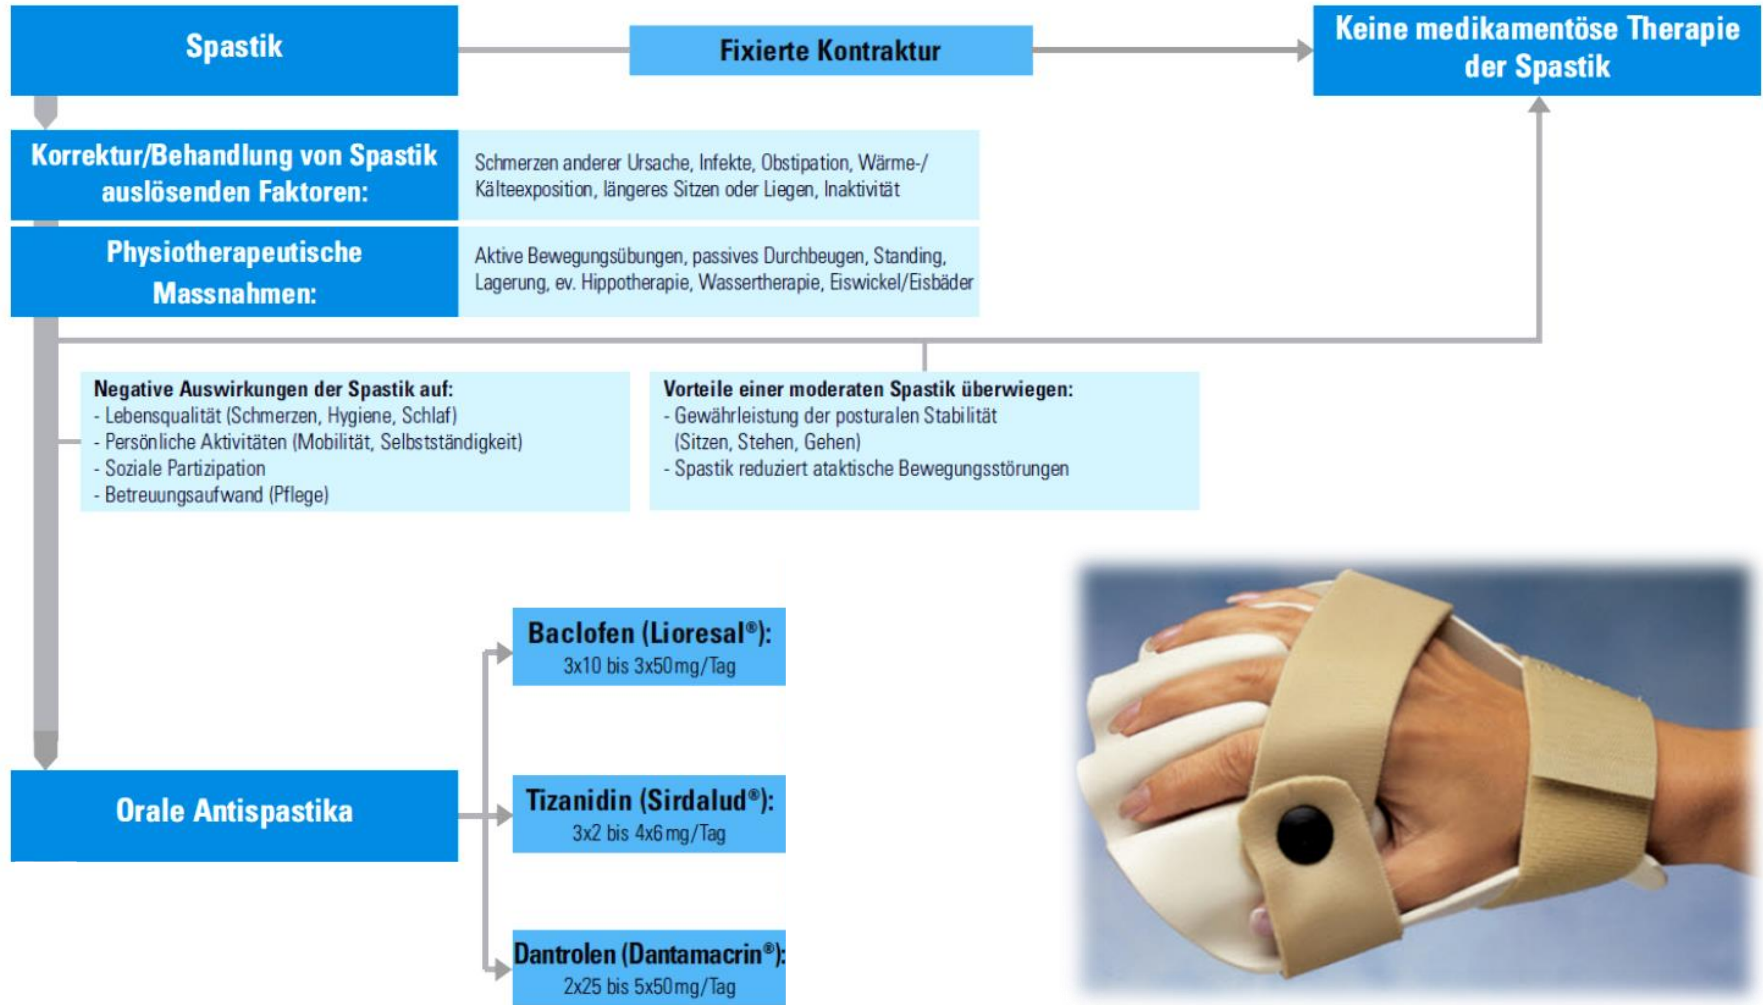 Spastik
Fixierte Kontraktur
Keine medikamentöse Therapie
der Spastik
Korrektur/Behandlung von Spastik
auslösenden Faktoren:
Schmerzen anderer Ursache, Infekte, Obstipation, Wärme-/
Kälteexposition, längeres Sitzen oder Liegen, Inaktivität
Physiotherapeutische
Massnahmen:
Aktive Bewegungsübungen, passives Durchbeugen, Standing,
Lagerung, ev. Hippotherapie, Wassertherapie, Eiswickel/Eisbäder
Negative Auswirkungen der Spastik auf:
- Lebensqualität (Schmerzen, Hygiene, Schlaf)
- Persönliche Aktivitäten (Mobilität, Selbstständigkeit)
- Soziale Partizipation
- Betreuungsaufwand (Pflege)
Vorteile einer moderaten Spastik überwiegen:
- Gewährleistung der posturalen Stabilität
(Sitzen, Stehen, Gehen)
- Spastik reduziert ataktische Bewegungsstörungen
Orale Antispastika
Baclofen (Lioresal®):
3x10 bis 3x50mg/Tag
Tizanidin (Sirdalud®):
3x2 bis 4x6mg/Tag
Dantrolen (Dantamacrin®):
2x25 bis 5x50mg/Tag